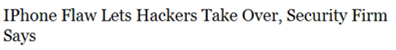 IPhone Flaw Lets Hackers Take Over, Security Firm
Says